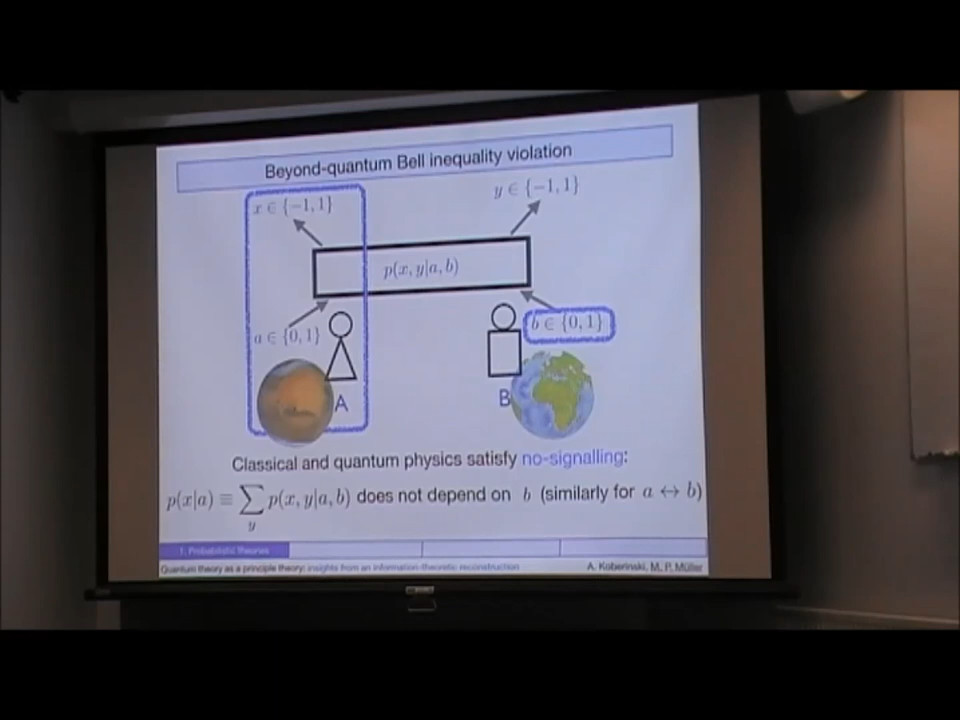 Beyond-quantum Bell inequality violation
x ∈ {−1, 1}
y ∈ {−1, 1}
p(x, y|a, b)
a ∈ {0, 1}
b ∈ {0, 1}
A
B
Classical and quantum physics satisfy no-signalling:
p(x|a) ≡ ∑_y p(x, y|a, b) does not depend on b (similarly for a ↔ b)
1. Probabilistic theories
Quantum theory as a principle theory: insights from an information-theoretic reconstruction A. Koberinski, M. P. Müller